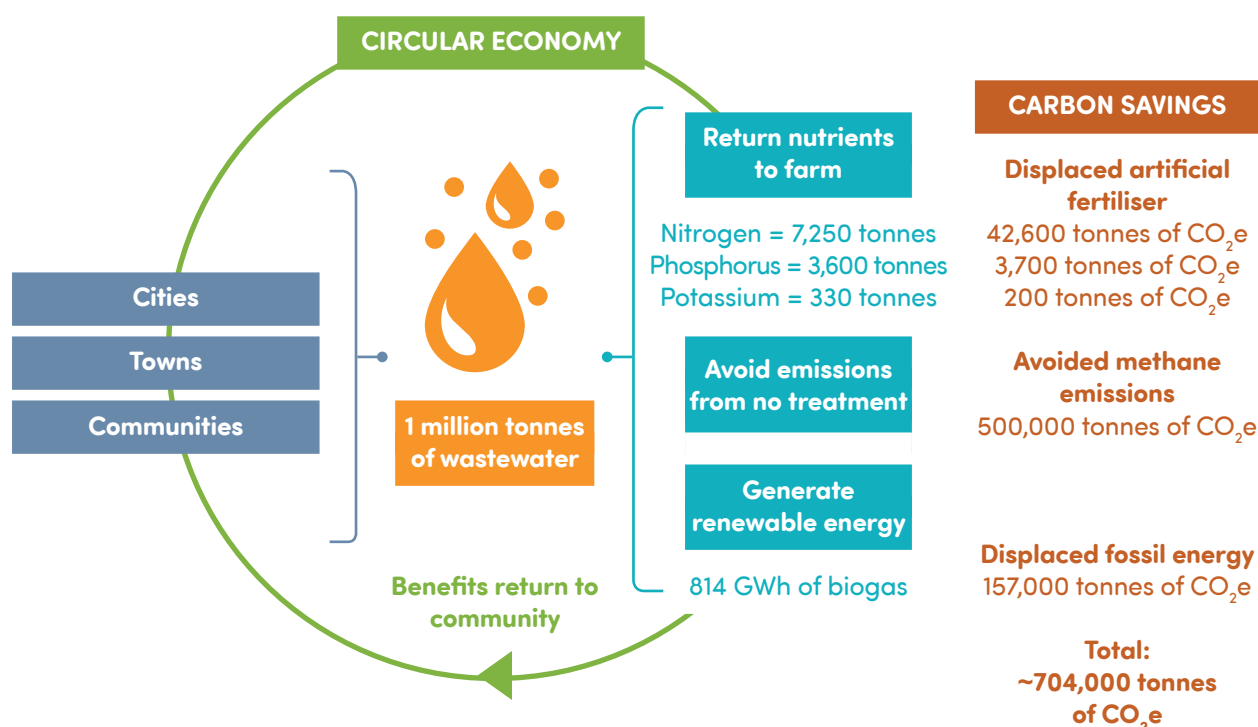 CIRCULAR ECONOMY
Cities
Towns
Communities
1 million tonnes
of wastewater
Benefits return to
community
Return nutrients
to farm
Nitrogen = 7,250 tonnes
Phosphorus = 3,600 tonnes
Potassium = 330 tonnes
Avoid emissions
from no treatment
Generate
renewable energy
814 GWh of biogas
CARBON SAVINGS
Displaced artificial
fertiliser
42,600 tonnes of CO₂e
3,700 tonnes of CO₂e
200 tonnes of CO₂e
Avoided methane
emissions
500,000 tonnes of CO₂e
Displaced fossil energy
157,000 tonnes of CO₂e
Total:
~704,000 tonnes
of CO₂e